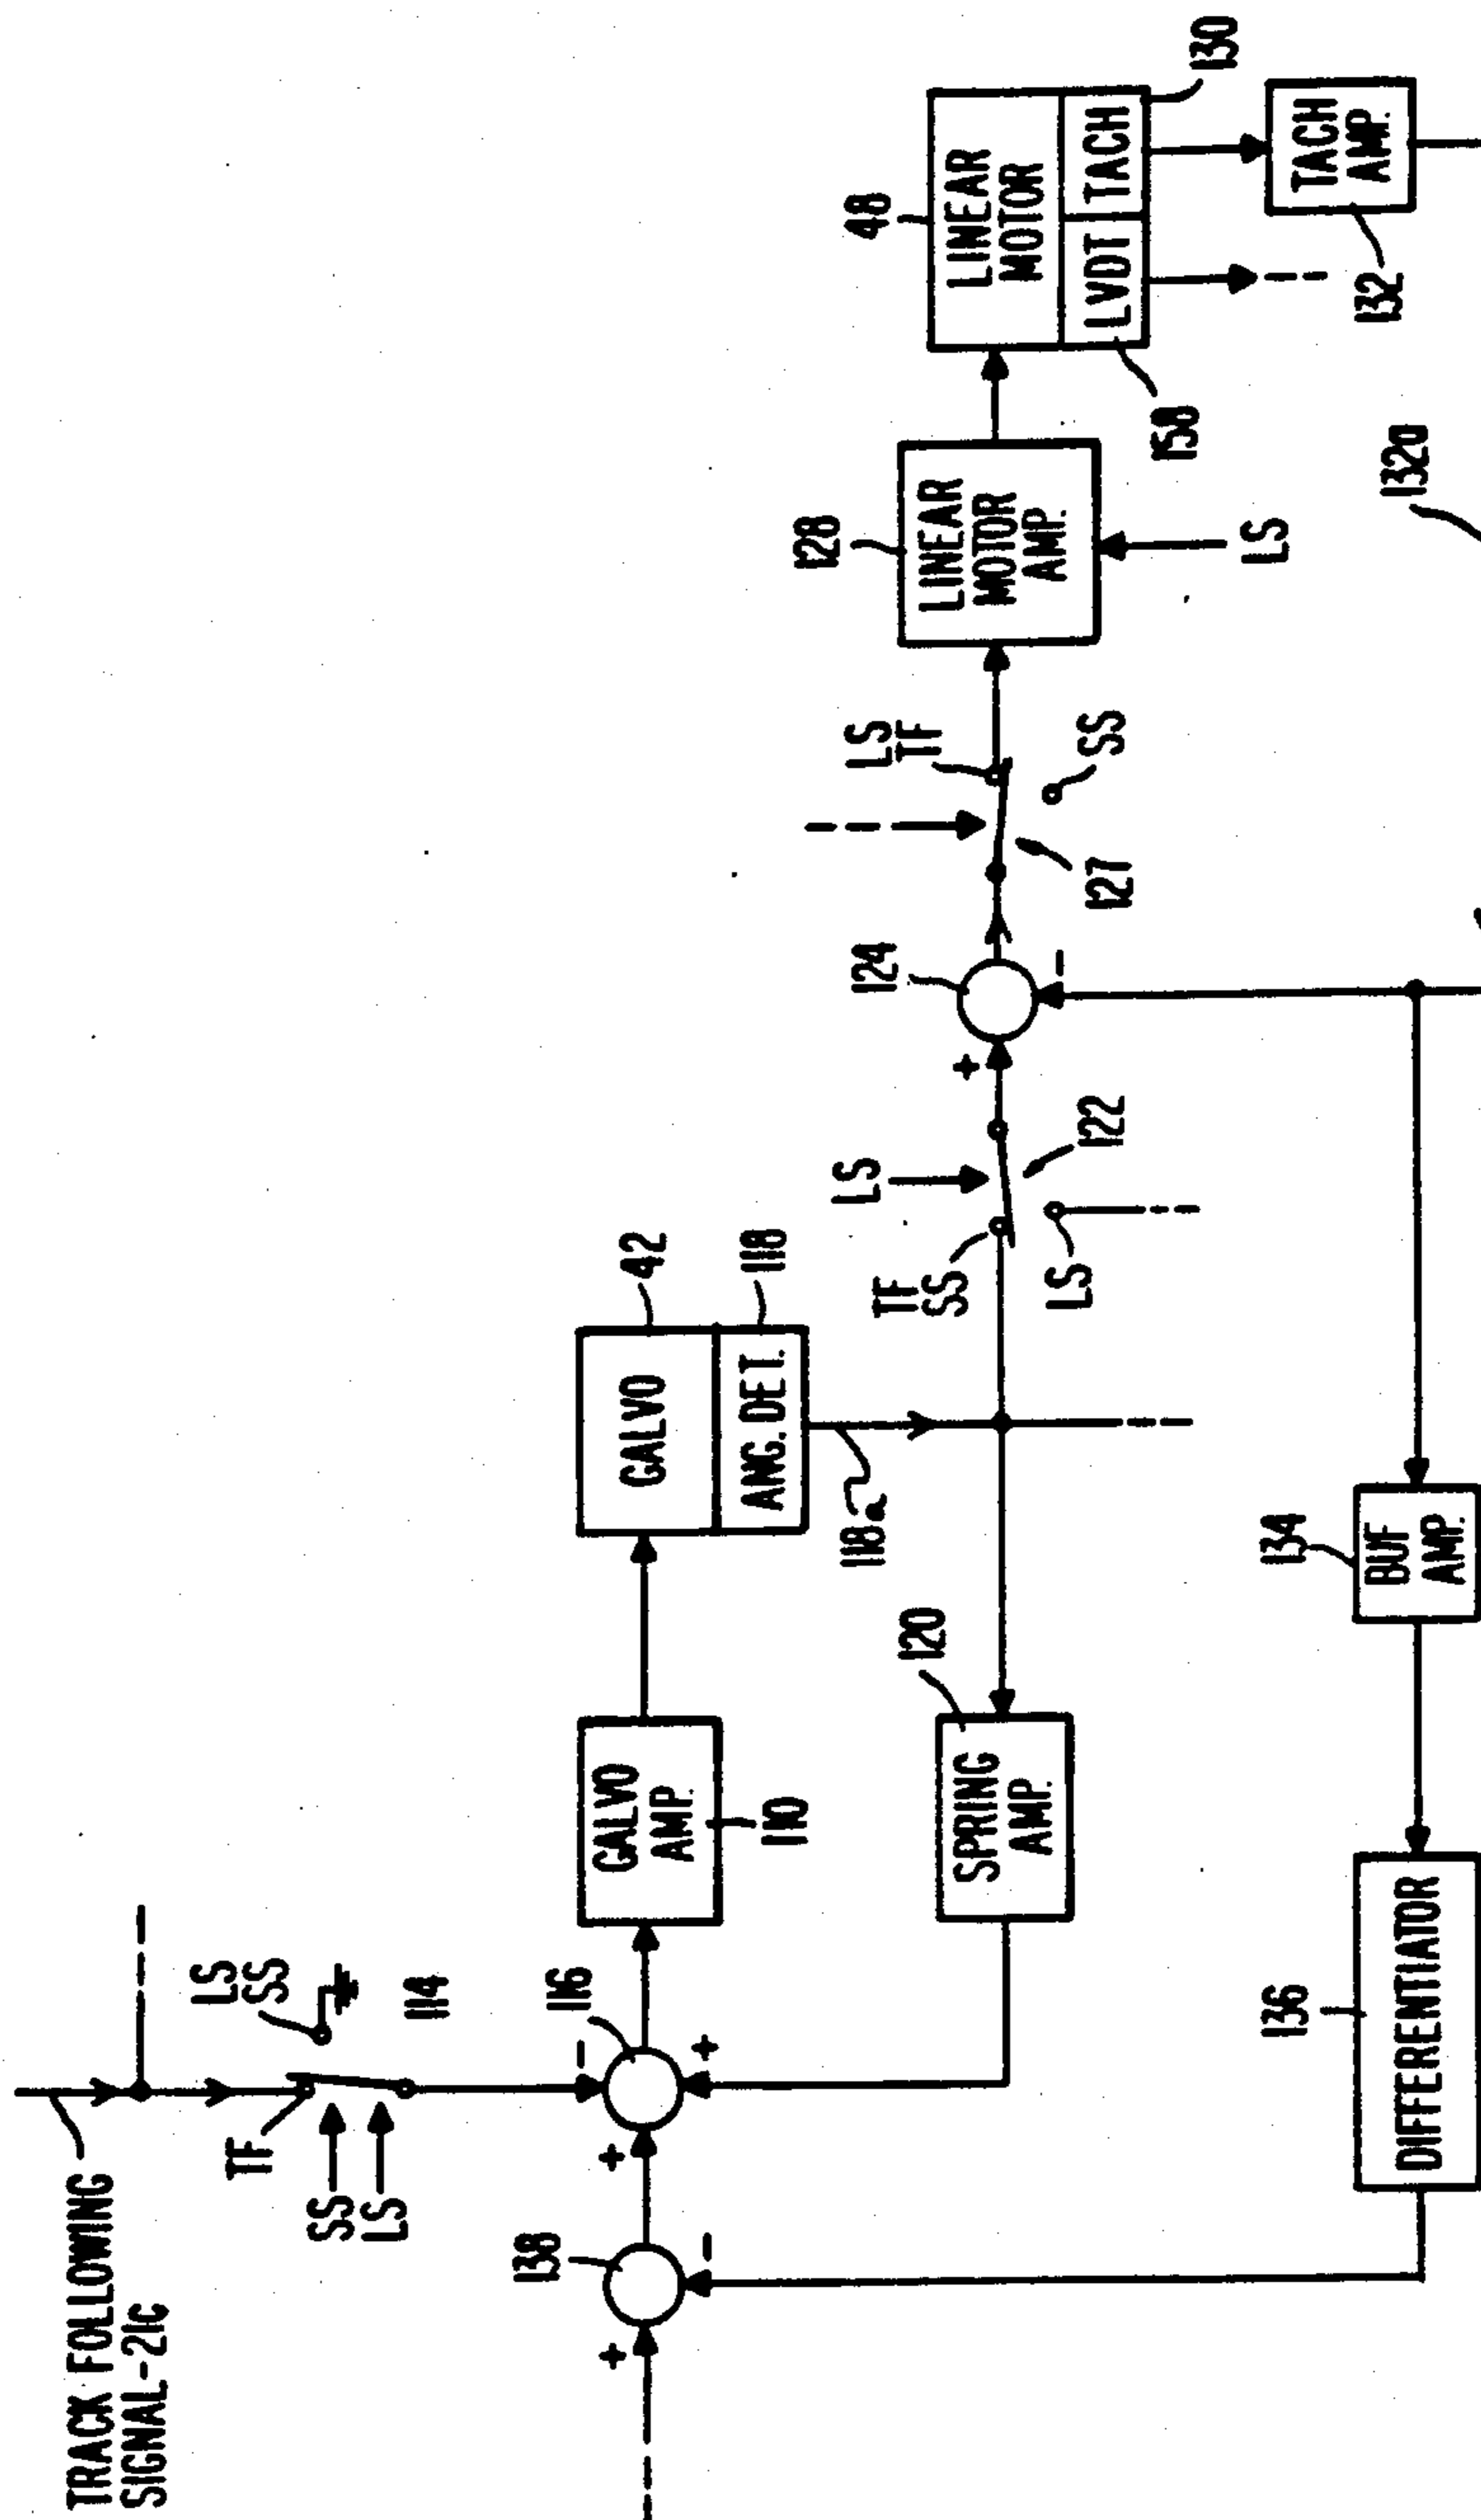 TRACK FOLLOWING
SIGNAL-21c
TF
LS
SS
SS
LS
114
138
+
-
116
-
+
+
GALVO
AMP.
110
GALVO
42
ANG. DET.
118
118a
SPRING
AMP.
120
TF
SS
LS
LS
122
+
124
-
LS
TF
SS
127
LINEAR
MOTOR
AMP.
128
LS
LINEAR
MOTOR
48
LVDT
TACH
130
TACH
AMP.
132
BUF
AMP.
134
DIFFERENTIATOR
136